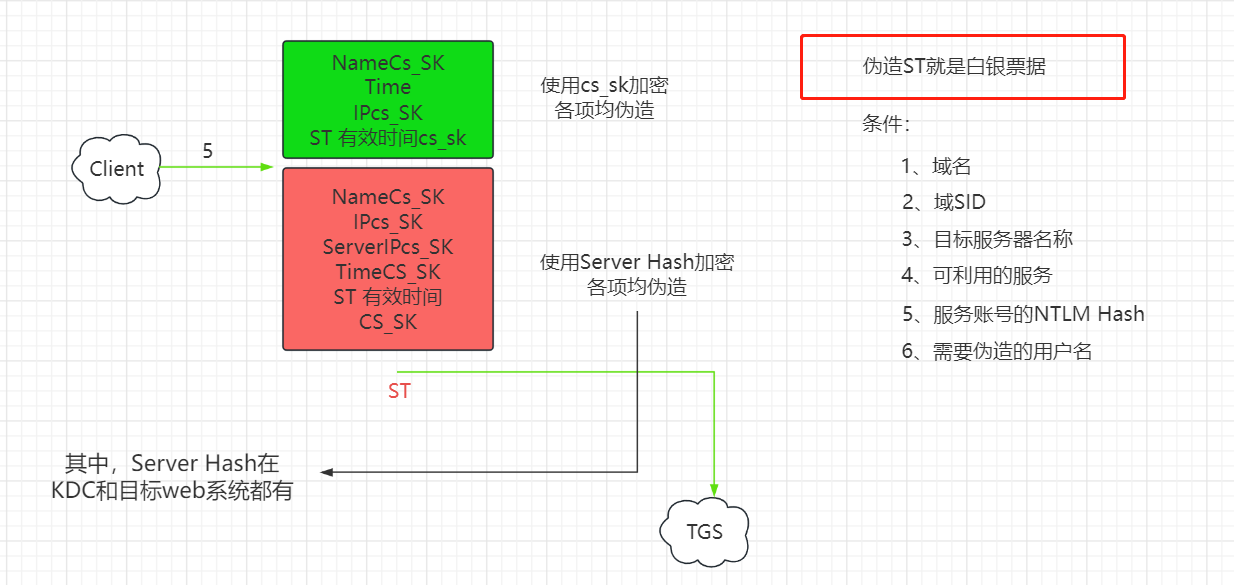 NameCs_SK
Time
IPcs_SK
ST 有效时间cs_sk
使用cs_sk加密
各项均伪造
伪造ST就是白银票据
条件：
1、域名
2、域SID
3、目标服务器名称
4、可利用的服务
5、服务账号的NTLM Hash
6、需要伪造的用户名
Client
5
NameCs_SK
IPcs_SK
ServerIPcs_SK
TimeCS_SK
ST 有效时间
CS_SK
使用Server Hash加密
各项均伪造
ST
其中，Server Hash在
KDC和目标web系统都有
TGS